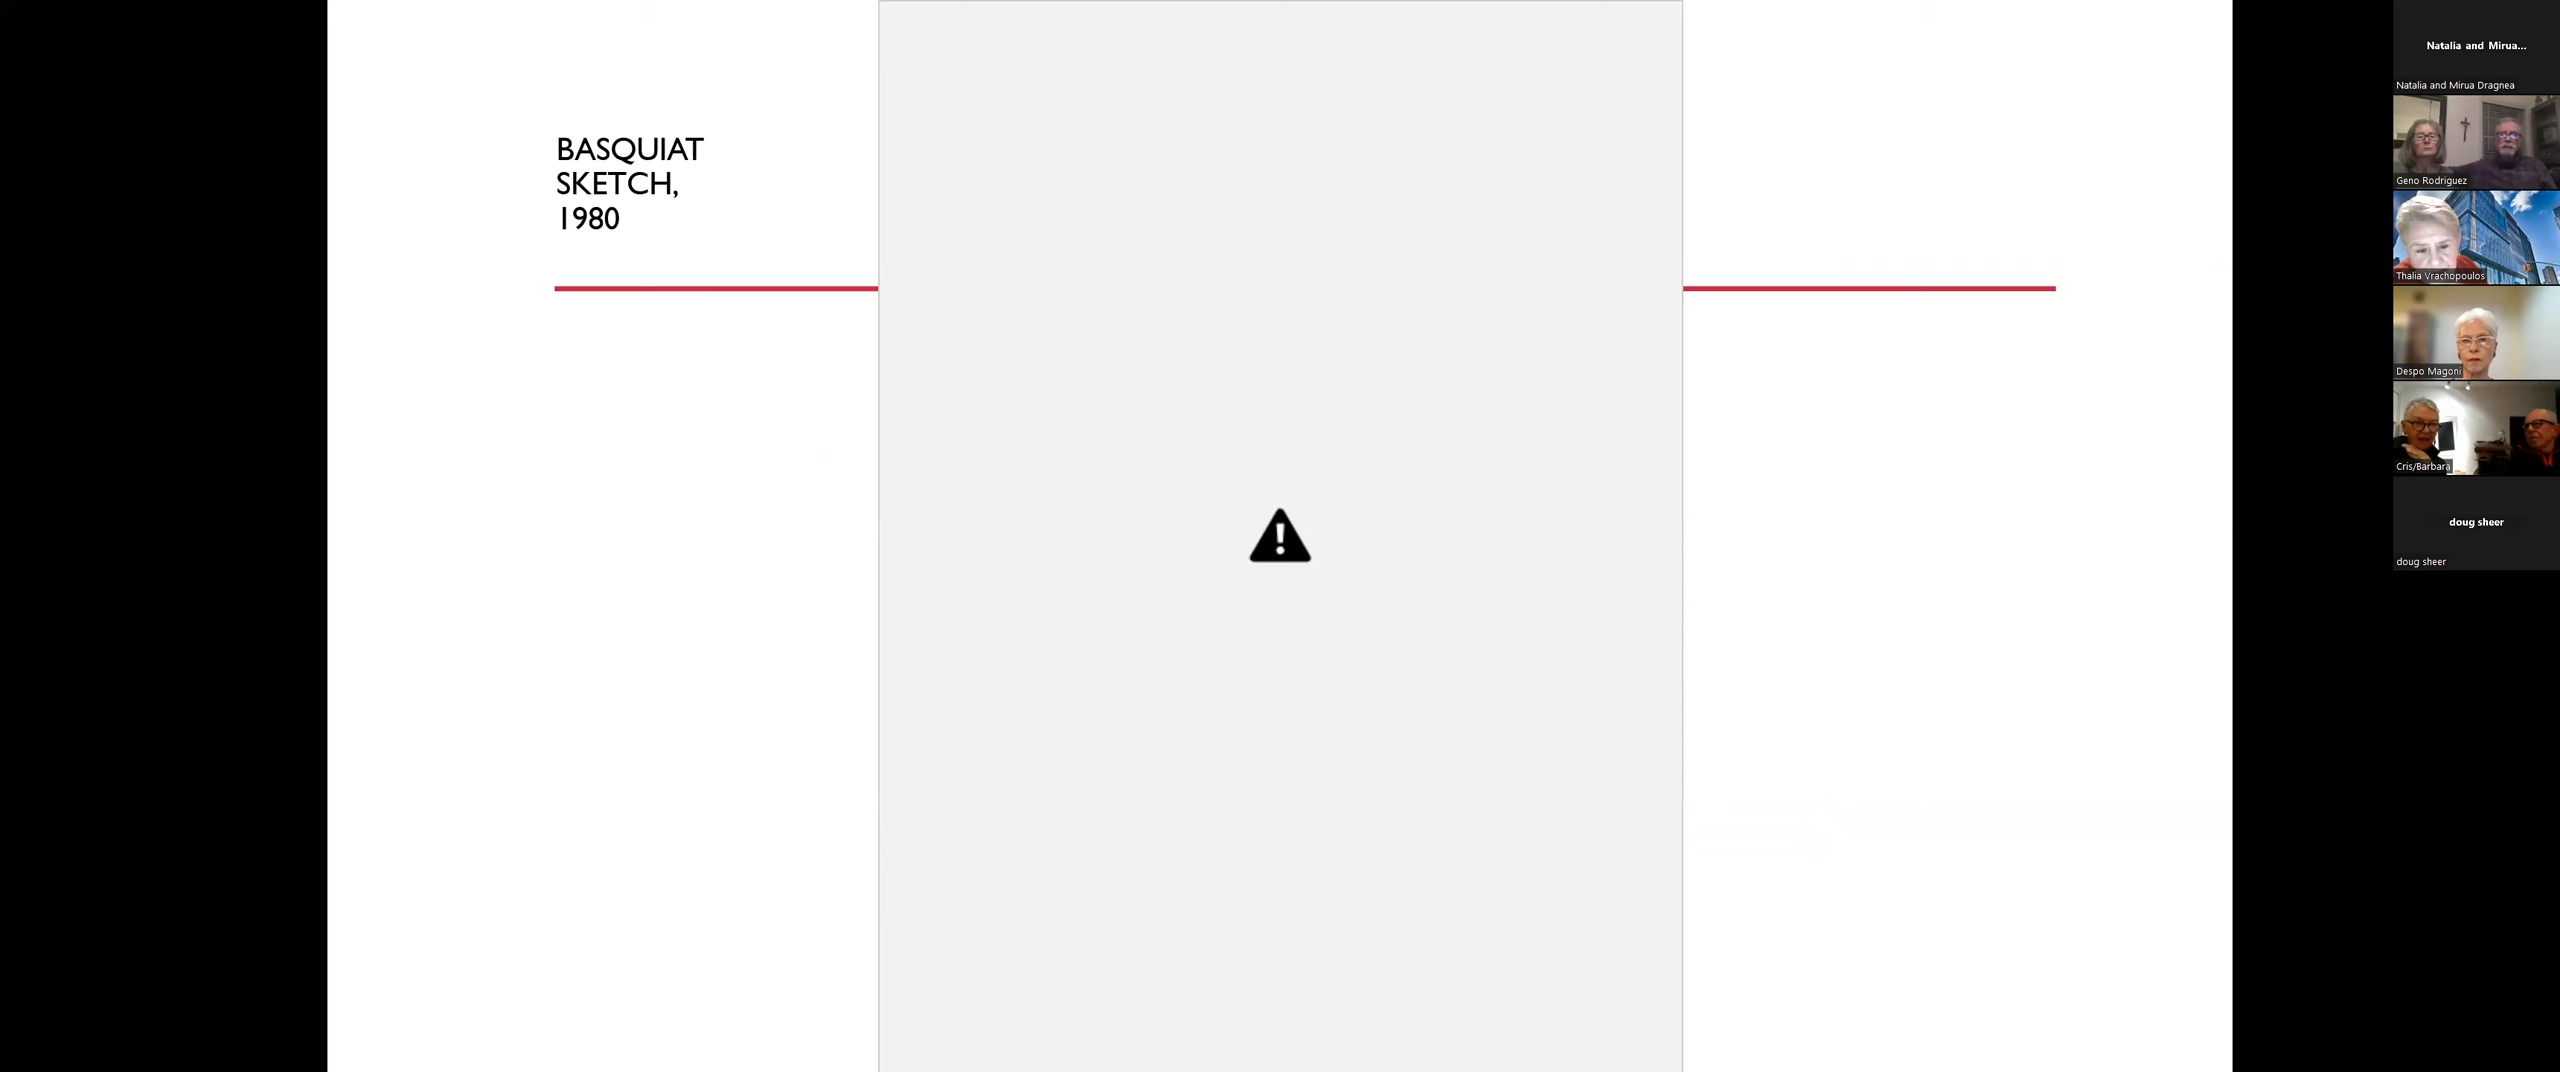 BASQUIAT
SKETCH,
1980
Natalia and Mirua...
Natalia and Mirua Dragnea
Geno Rodriguez
Thalia Vrachopoulos
Despo Magoni
Cris/Barbara
doug sheer
doug sheer